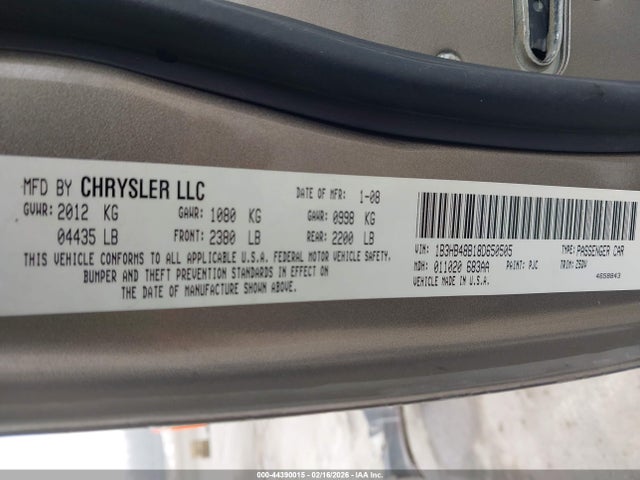 MFD BY CHRYSLER LLC DATE OF MFR 1-08
GVWR: 2012 KG GAWR: 1080 KG GAWR: 0998 KG
04435 LB FRONT: 2380 LB REAR: 2200 LB
THIS VEHICLE CONFORMS TO ALL APPLICABLE U.S.A. FEDERAL MOTOR VEHICLE SAFETY,
BUMPER AND THEFT PREVENTION STANDARDS IN EFFECT ON
THE DATE OF MANUFACTURE SHOWN ABOVE.
VIN: 1B3HB48B18D650505 TYPE: PASSENGER CAR
MDH: 011020 683AA PAINT: PJC TRIM: ZSDV
VEHICLE MADE IN U.S.A. 4658843
000-44390015 - 02/16/2026 - IAA Inc.